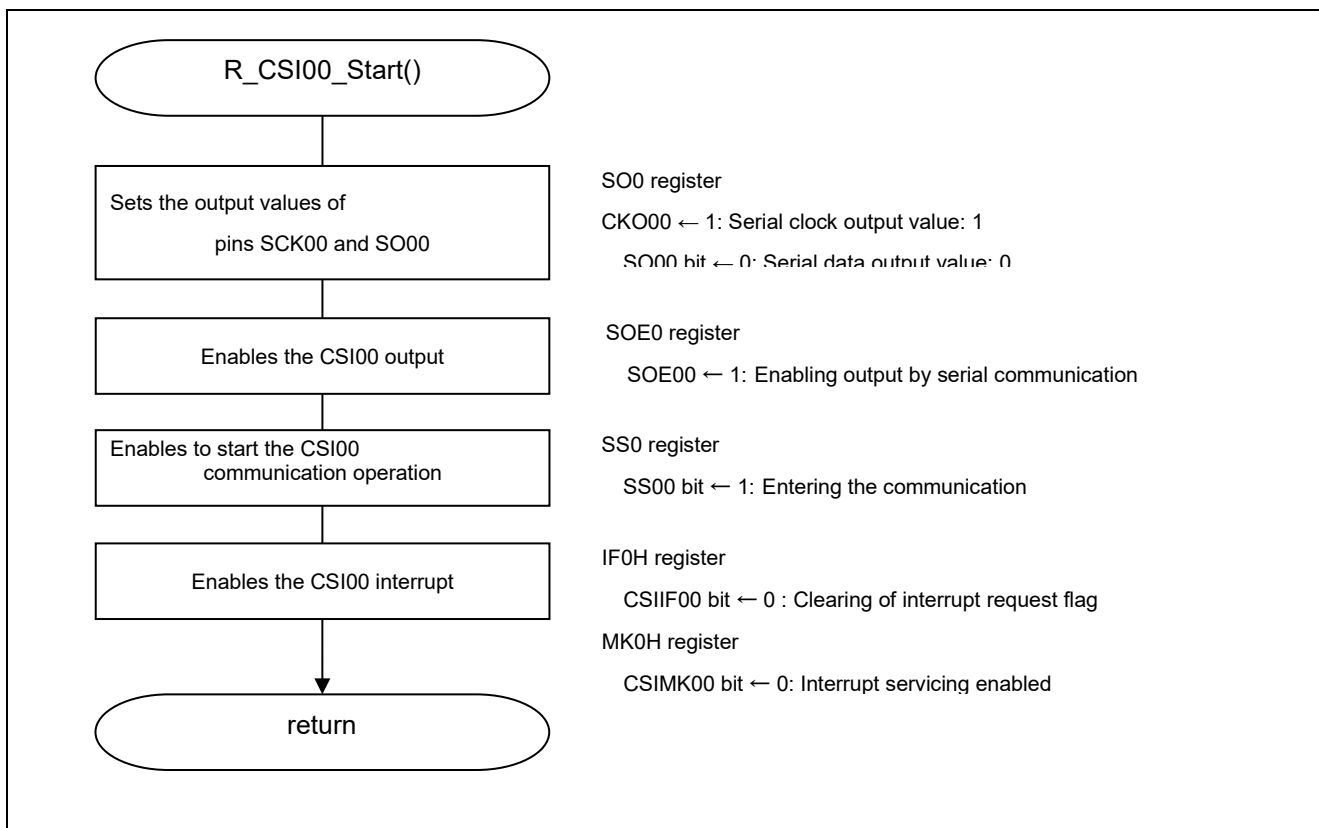 R_CSI00_Start()
Sets the output values of
pins SCK00 and SO00
SO0 register
CKO00 ← 1: Serial clock output value: 1
SO00 bit ← 0: Serial data output value: 0
Enables the CSI00 output
SOE0 register
SOE00 ← 1: Enabling output by serial communication
Enables to start the CSI00
communication operation
SS0 register
SS00 bit ← 1: Entering the communication
Enables the CSI00 interrupt
IF0H register
CSIIF00 bit ← 0 : Clearing of interrupt request flag
MK0H register
CSIMK00 bit ← 0: Interrupt servicing enabled
return